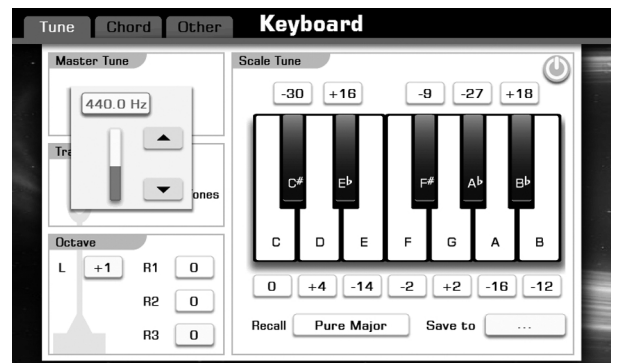 Tune Chord Other Keyboard
Master Tune
440.0 Hz
Tra
ones
Octave
L +1 R1 0
R2 0
R3 0
Scale Tune
-30 +16 -9 -27 +18
C# E♭ F# A♭ B♭
C D E F G A B
0 +4 -14 -2 +2 -16 -12
Recall Pure Major Save to ...